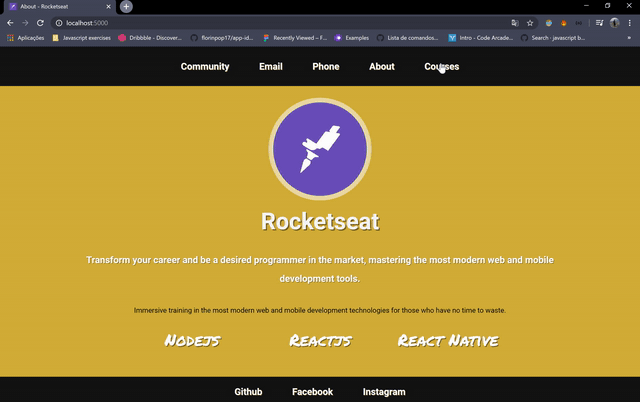 About - Rocketseat
localhost:5000
Aplicações Javascript exercises Dribbble - Discover... florinpop17/app-id... Recently Viewed – F... Examples Lista de comandos... Intro - Code Arcade... Search · javascript b... »
Community Email Phone About Courses
Rocketseat
Transform your career and be a desired programmer in the market, mastering the most modern web and mobile
development tools.
Immersive training in the most modern web and mobile development technologies for those who have no time to waste.
NodeJs ReactJs React Native
Github Facebook Instagram